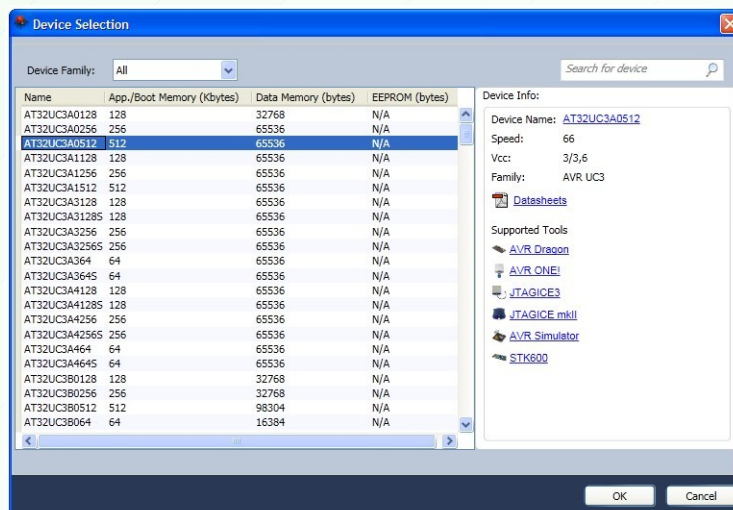 Device Selection
Device Family: All
Search for device
Name App./Boot Memory (Kbytes) Data Memory (bytes) EEPROM (bytes)
AT32UC3A0128 128 32768 N/A
AT32UC3A0256 256 65536 N/A
AT32UC3A0512 512 65536 N/A
AT32UC3A1128 128 65536 N/A
AT32UC3A1256 256 65536 N/A
AT32UC3A1512 512 65536 N/A
AT32UC3A3128 128 65536 N/A
AT32UC3A3128S 128 65536 N/A
AT32UC3A3256 256 65536 N/A
AT32UC3A3256S 256 65536 N/A
AT32UC3A364 64 65536 N/A
AT32UC3A364S 64 65536 N/A
AT32UC3A4128 128 65536 N/A
AT32UC3A4128S 128 65536 N/A
AT32UC3A4256 256 65536 N/A
AT32UC3A4256S 256 65536 N/A
AT32UC3A464 64 65536 N/A
AT32UC3A464S 64 65536 N/A
AT32UC3B0128 128 32768 N/A
AT32UC3B0256 256 32768 N/A
AT32UC3B0512 512 98304 N/A
AT32UC3B064 64 16384 N/A
Device Info:
Device Name: AT32UC3A0512
Speed: 66
Vcc: 3/3,6
Family: AVR UC3
Datasheets
Supported Tools
AVR Dragon
AVR ONE!
JTAGICE3
JTAGICE mkII
AVR Simulator
STK600
OK Cancel